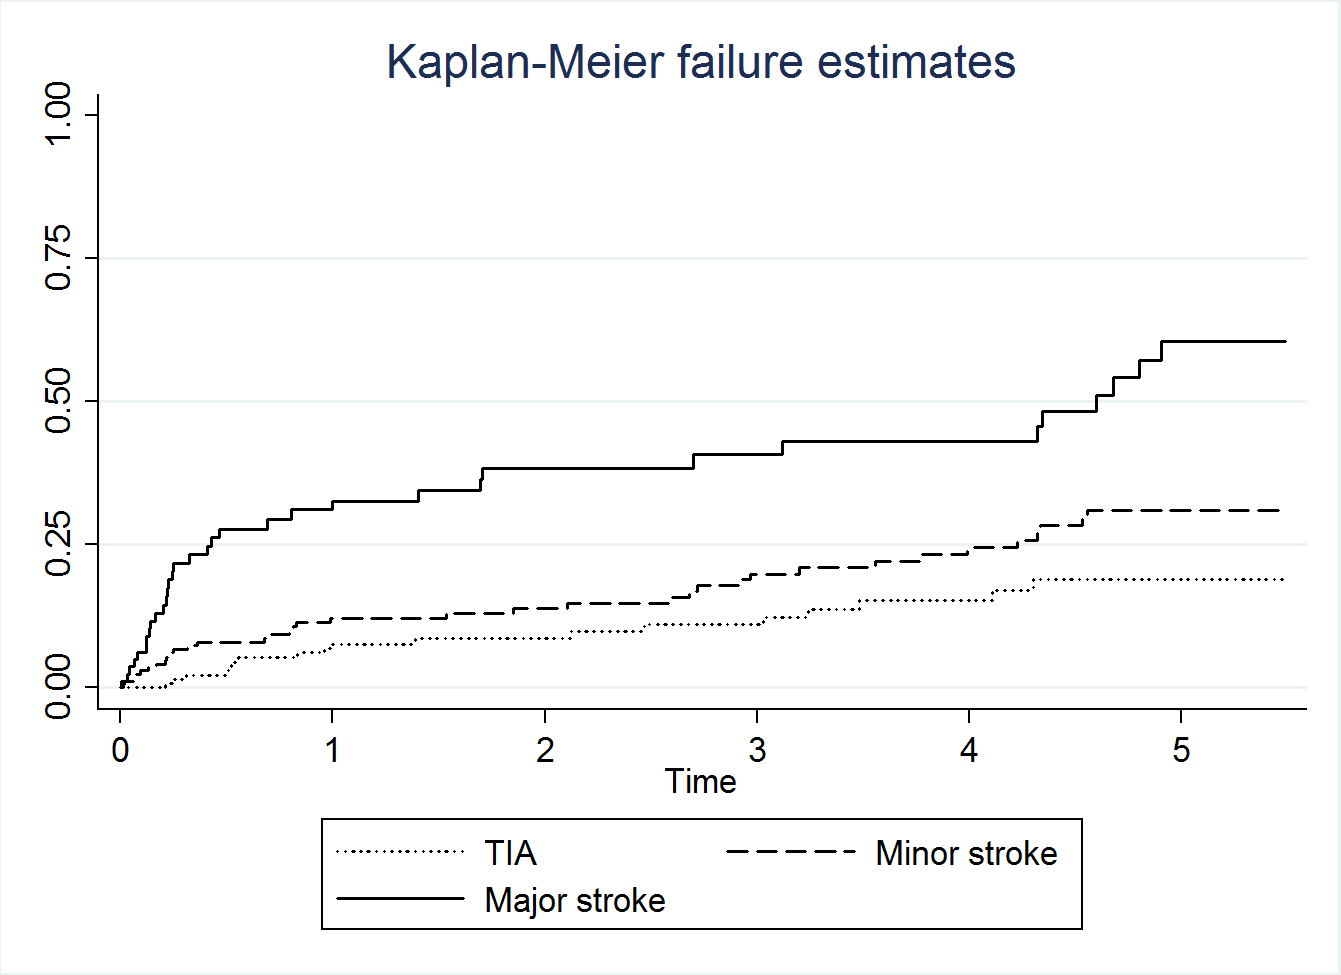 Kaplan-Meier failure estimates
1.00
0.75
0.50
0.25
0.00
0 1 2 3 4 5
Time
TIA Minor stroke
Major stroke